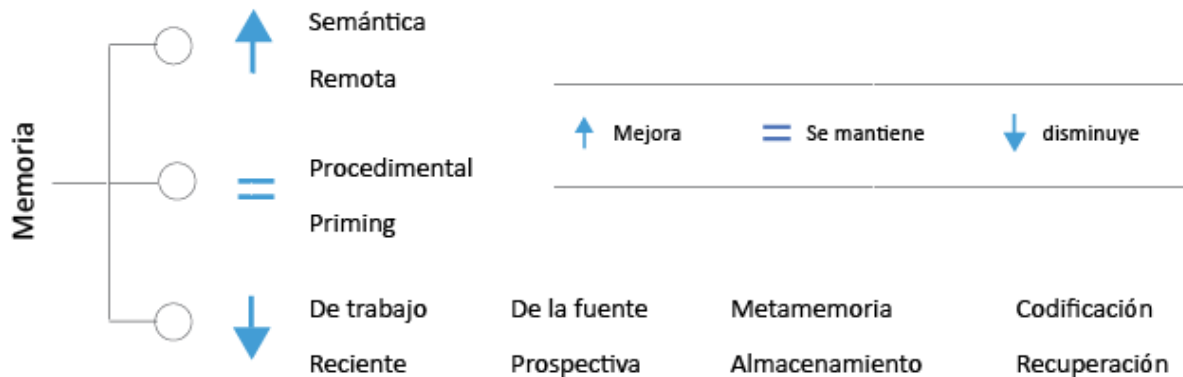 Memoria
Semántica
Remota
Mejora
Se mantiene
disminuye
Procedimental
Priming
De trabajo De la fuente Metamemoria Codificación
Reciente Prospectiva Almacenamiento Recuperación